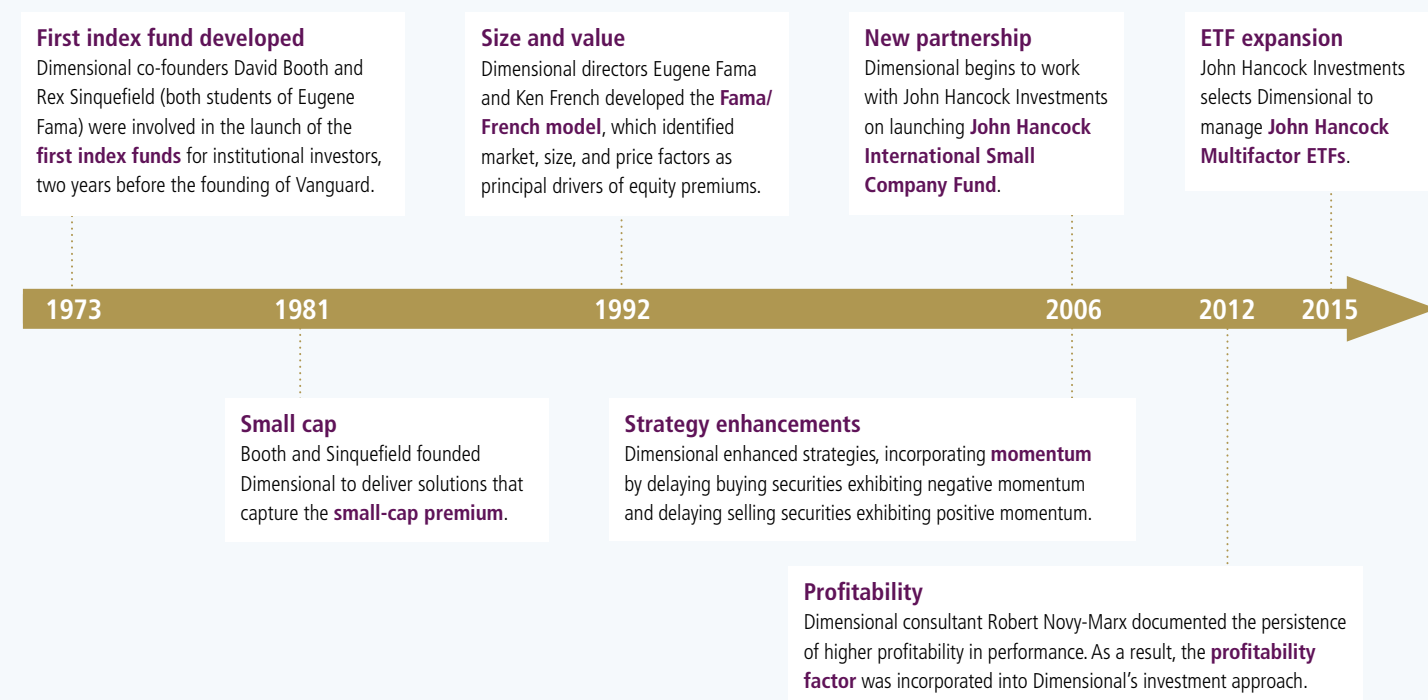 First index fund developed
Dimensional co-founders David Booth and
Rex Sinquefield (both students of Eugene
Fama) were involved in the launch of the
first index funds for institutional investors,
two years before the founding of Vanguard.
Size and value
Dimensional directors Eugene Fama
and Ken French developed the Fama/
French model, which identified
market, size, and price factors as
principal drivers of equity premiums.
New partnership
Dimensional begins to work
with John Hancock Investments
on launching John Hancock
International Small
Company Fund.
ETF expansion
John Hancock Investments
selects Dimensional to
manage John Hancock
Multifactor ETFs.
1973 1981 1992 2006 2012 2015
Small cap
Booth and Sinquefield founded
Dimensional to deliver solutions that
capture the small-cap premium.
Strategy enhancements
Dimensional enhanced strategies, incorporating momentum
by delaying buying securities exhibiting negative momentum
and delaying selling securities exhibiting positive momentum.
Profitability
Dimensional consultant Robert Novy-Marx documented the persistence
of higher profitability in performance. As a result, the profitability
factor was incorporated into Dimensional's investment approach.